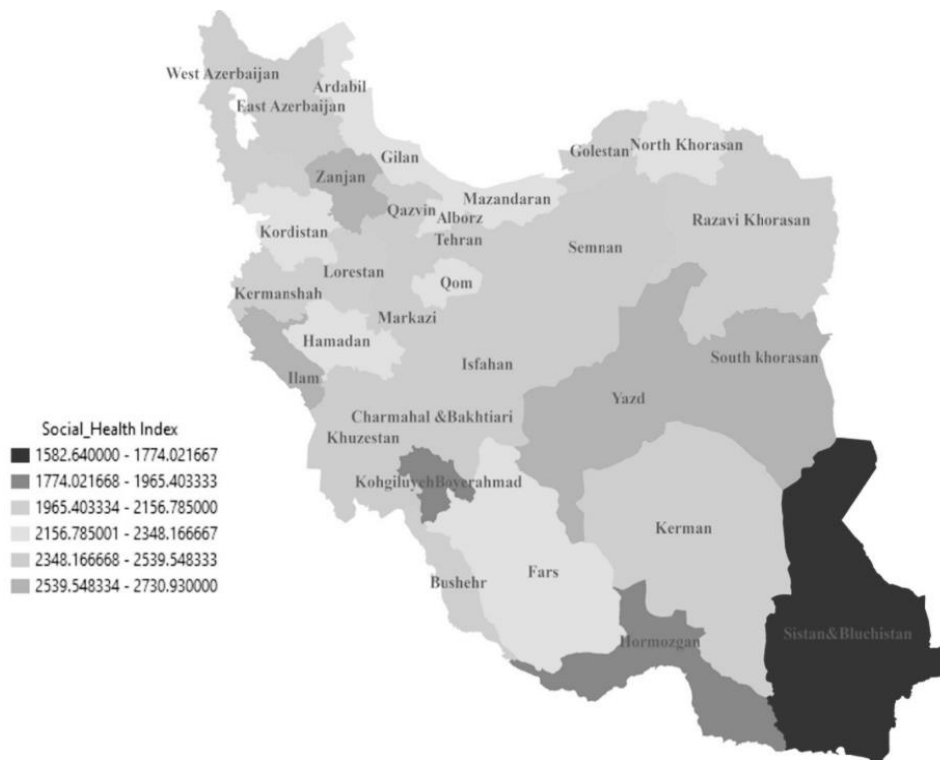 West Azerbaijan
Ardabil
East Azerbaijan
Gilan
Golestan
North Khorasan
Zanjan
Mazandaran
Qazvin
Alborz
Razavi Khorasan
Kordistan
Tehran
Semnan
Lorestan
Qom
Kermanshah
Markazi
Hamadan
South khorasan
Isfahan
Ilam
Yazd
Charmahal &Bakhtiari
Khuzestan
KohgiluyehBoyerahmad
Kerman
Fars
Bushehr
Hormozgan
Sistan&Bluchistan
Social_Health Index
1582.640000 - 1774.021667
1774.021668 - 1965.403333
1965.403334 - 2156.785000
2156.785001 - 2348.166667
2348.166668 - 2539.548333
2539.548334 - 2730.930000